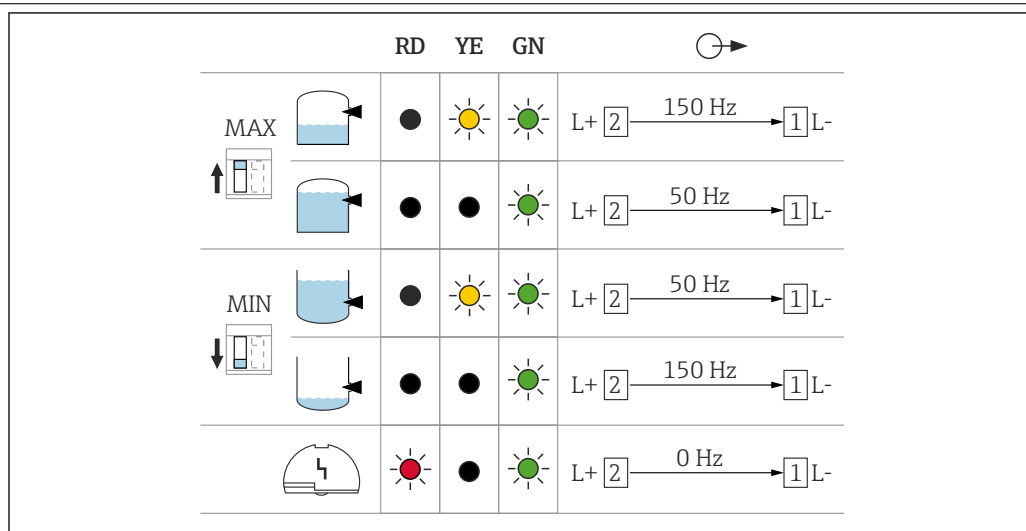 RD YE GN
MAX
L+ 2 150 Hz 1 L-
L+ 2 50 Hz 1 L-
MIN
L+ 2 50 Hz 1 L-
L+ 2 150 Hz 1 L-
L+ 2 0 Hz 1 L-